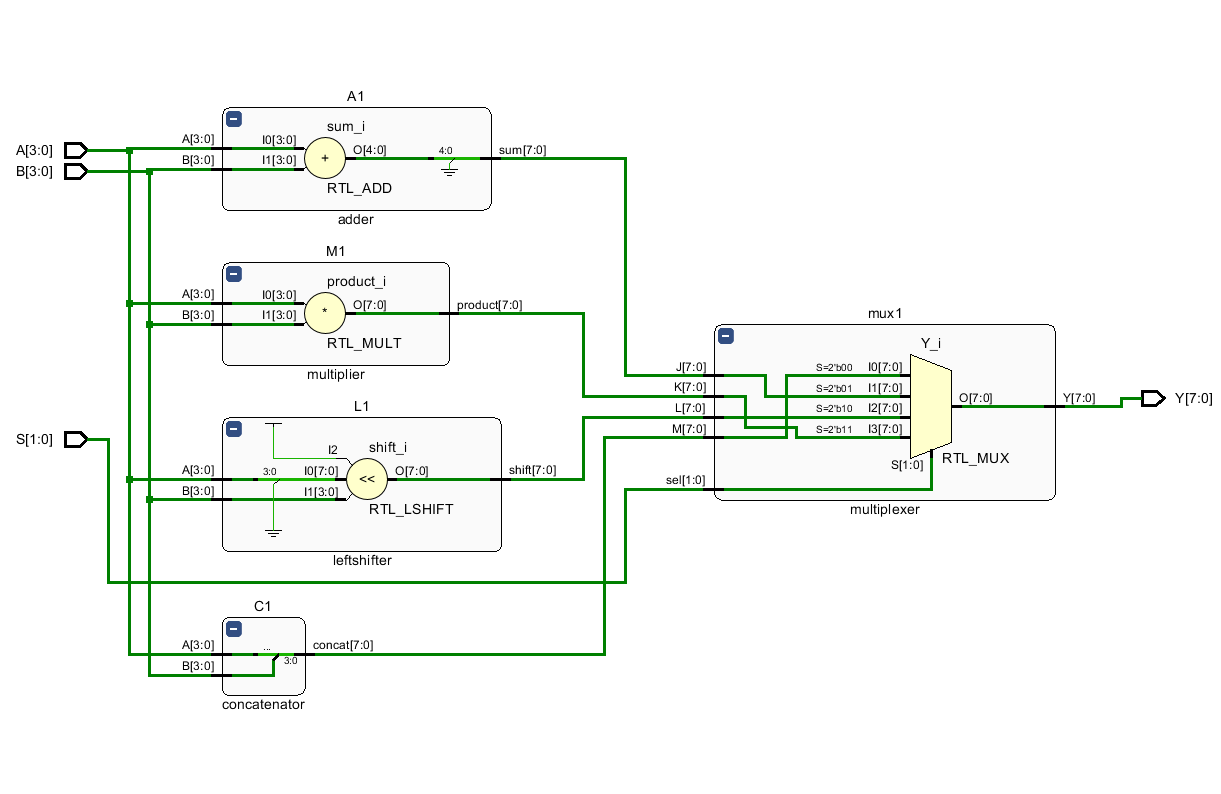 A1
sum_i
A[3:0]
A[3:0] I0[3:0]
B[3:0] I1[3:0]
O[4:0] 4:0 sum[7:0]
+
B[3:0]
RTL_ADD
adder
M1
product_i
A[3:0] I0[3:0]
B[3:0] I1[3:0]
* O[7:0] product[7:0]
RTL_MULT
multiplier
L1
S[1:0]
I2 shift_i
A[3:0] 3:0 I0[7:0]
B[3:0] I1[3:0]
<< O[7:0] shift[7:0]
RTL_LSHIFT
leftshifter
C1
A[3:0] ... concat[7:0]
B[3:0] 3:0
concatenator
mux1
Y_i
J[7:0] S=2'b00 I0[7:0]
K[7:0] S=2'b01 I1[7:0]
L[7:0] S=2'b10 I2[7:0]
M[7:0] S=2'b11 I3[7:0]
O[7:0] Y[7:0] Y[7:0]
S[1:0] RTL_MUX
sel[1:0]
multiplexer